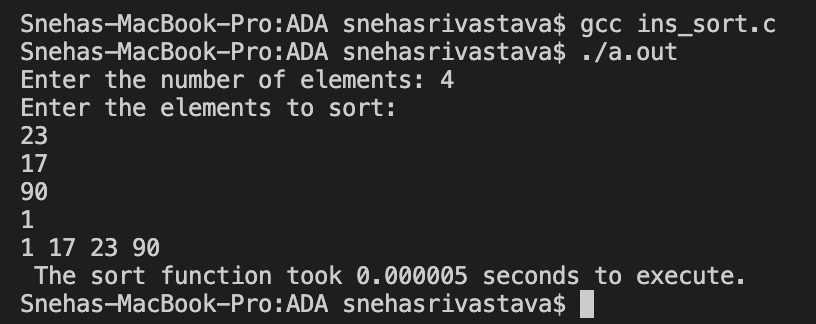 Snehas-MacBook-Pro:ADA snehasrivastava$ gcc ins_sort.c
Snehas-MacBook-Pro:ADA snehasrivastava$ ./a.out
Enter the number of elements: 4
Enter the elements to sort:
23
17
90
1
1 17 23 90
 The sort function took 0.000005 seconds to execute.
Snehas-MacBook-Pro:ADA snehasrivastava$